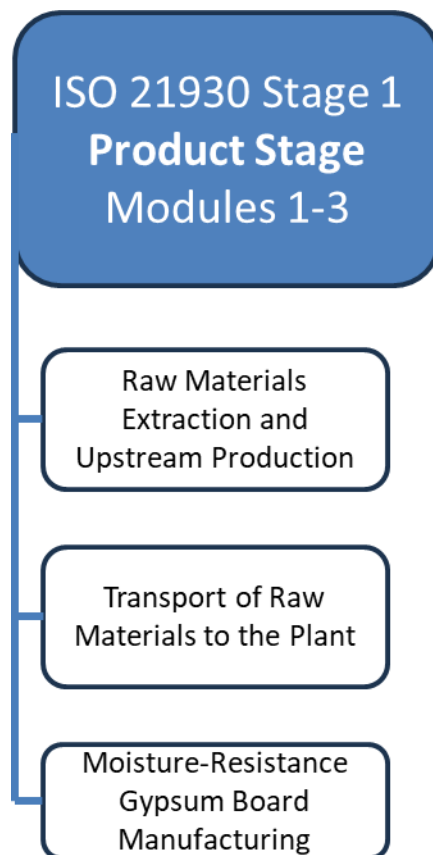 ISO 21930 Stage 1
Product Stage
Modules 1-3
Raw Materials
Extraction and
Upstream Production
Transport of Raw
Materials to the Plant
Moisture-Resistance
Gypsum Board
Manufacturing